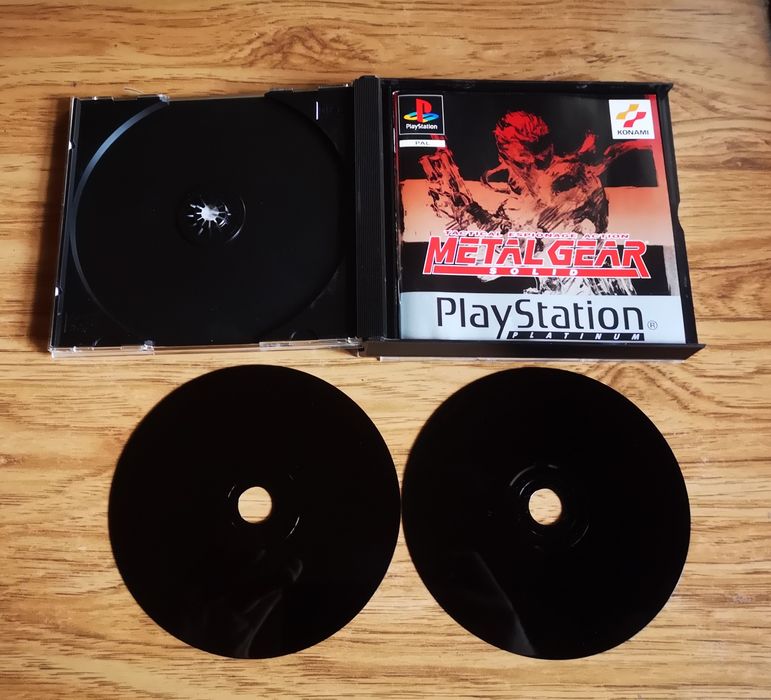 PlayStation
PAL
KONAMI
TACTICAL ESPIONAGE ACTION
METAL GEAR
SOLID
PlayStation®
PLATINUM